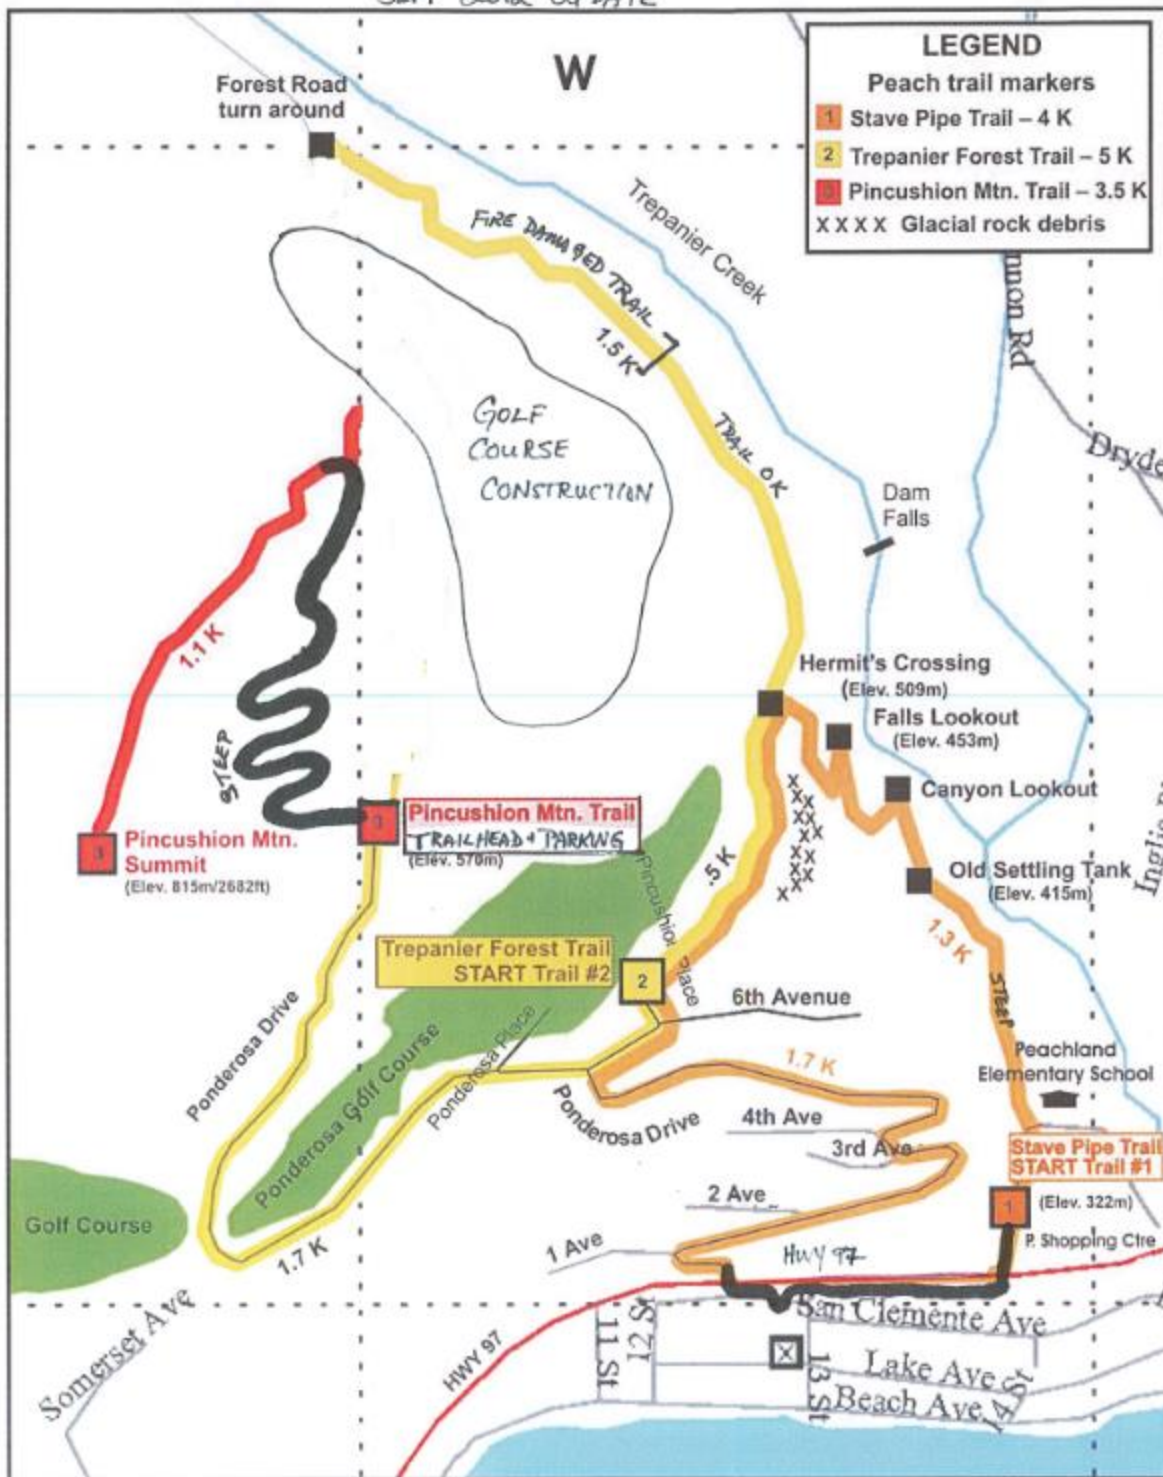 W
LEGEND
Peach trail markers
1 Stave Pipe Trail – 4 K
2 Trepanier Forest Trail – 5 K
Pincushion Mtn. Trail – 3.5 K
X X X X Glacial rock debris
Forest Road
turn around
Trepanier Creek
FIRE DAMAGED TRAIL
1.5 K
TRAIL OK
GOLF
COURSE
CONSTRUCTION
Dam
Falls
1.1 K
STEEP
Hermit's Crossing
(Elev. 509m)
Falls Lookout
(Elev. 453m)
Canyon Lookout
Old Settling Tank
(Elev. 415m)
3
Pincushion Mtn.
Summit
(Elev. 815m/2682ft)
3
Pincushion Mtn. Trail
TRAILHEAD + PARKING
(Elev. 570m)
.5 K
X X X X X X X X X X X X
Pincushion Place
1.3 K
STEEP
Trepanier Forest Trail
START Trail #2
2
6th Avenue
Ponderosa Drive
Ponderosa Golf Course
Ponderosa Place
Ponderosa Drive
1.7 K
Peachland
Elementary School
4th Ave
3rd Ave
2 Ave
1 Ave
Stave Pipe Trail
START Trail #1
1
(Elev. 322m)
P. Shopping Ctre
Golf Course
1.7 K
HWY 97
San Clemente Ave
Somerset Ave
HWY 97
11 St
12 S
X
13 St
Lake Ave
14 St
Beach Ave